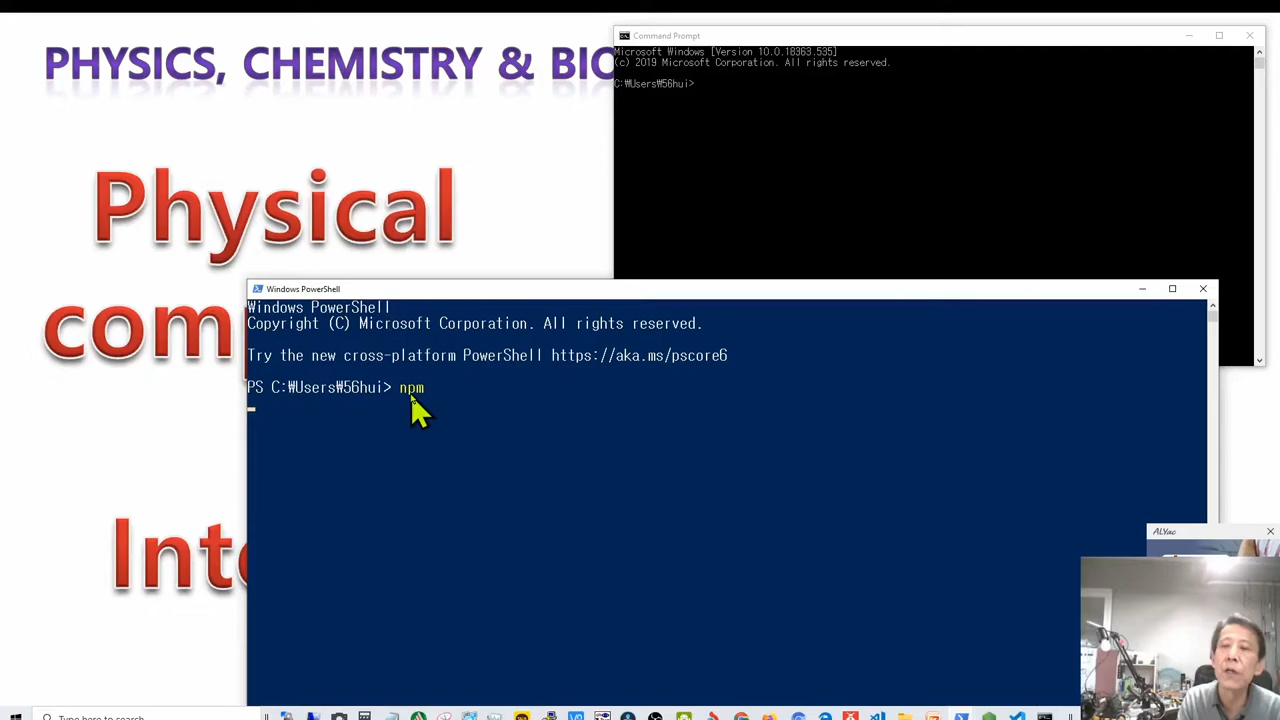 PHYSICS, CHEMISTRY & BIO
Physical
com
Inte
Command Prompt
Microsoft Windows [Version 10.0.18363.535]
(c) 2019 Microsoft Corporation. All rights reserved.
C:₩Users₩56hui>
Windows PowerShell
Windows PowerShell
Copyright (C) Microsoft Corporation. All rights reserved.
Try the new cross-platform PowerShell https://aka.ms/pscore6
PS C:₩Users₩56hui> npm
ALYac
Type here to search